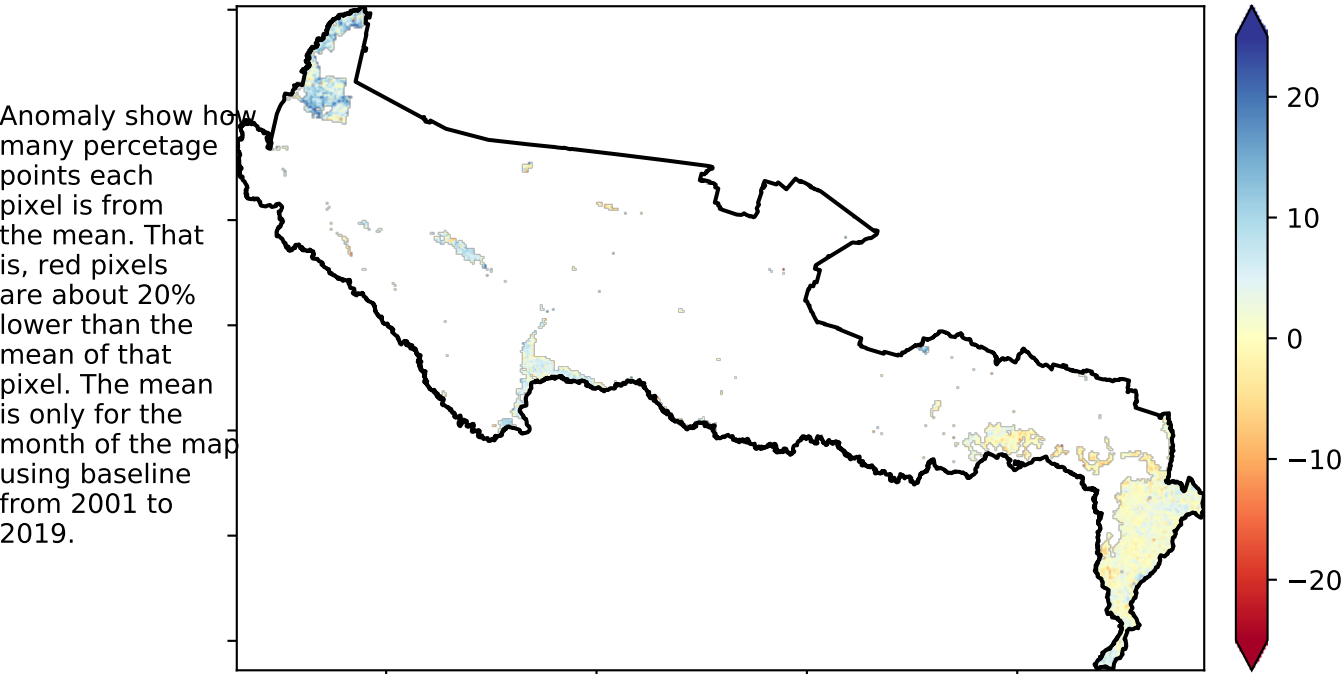 Anomaly show how
many percetage
points each
pixel is from
the mean. That
is, red pixels
are about 20%
lower than the
mean of that
pixel. The mean
is only for the
month of the map
using baseline
from 2001 to
2019.
20
10
0
−10
−20